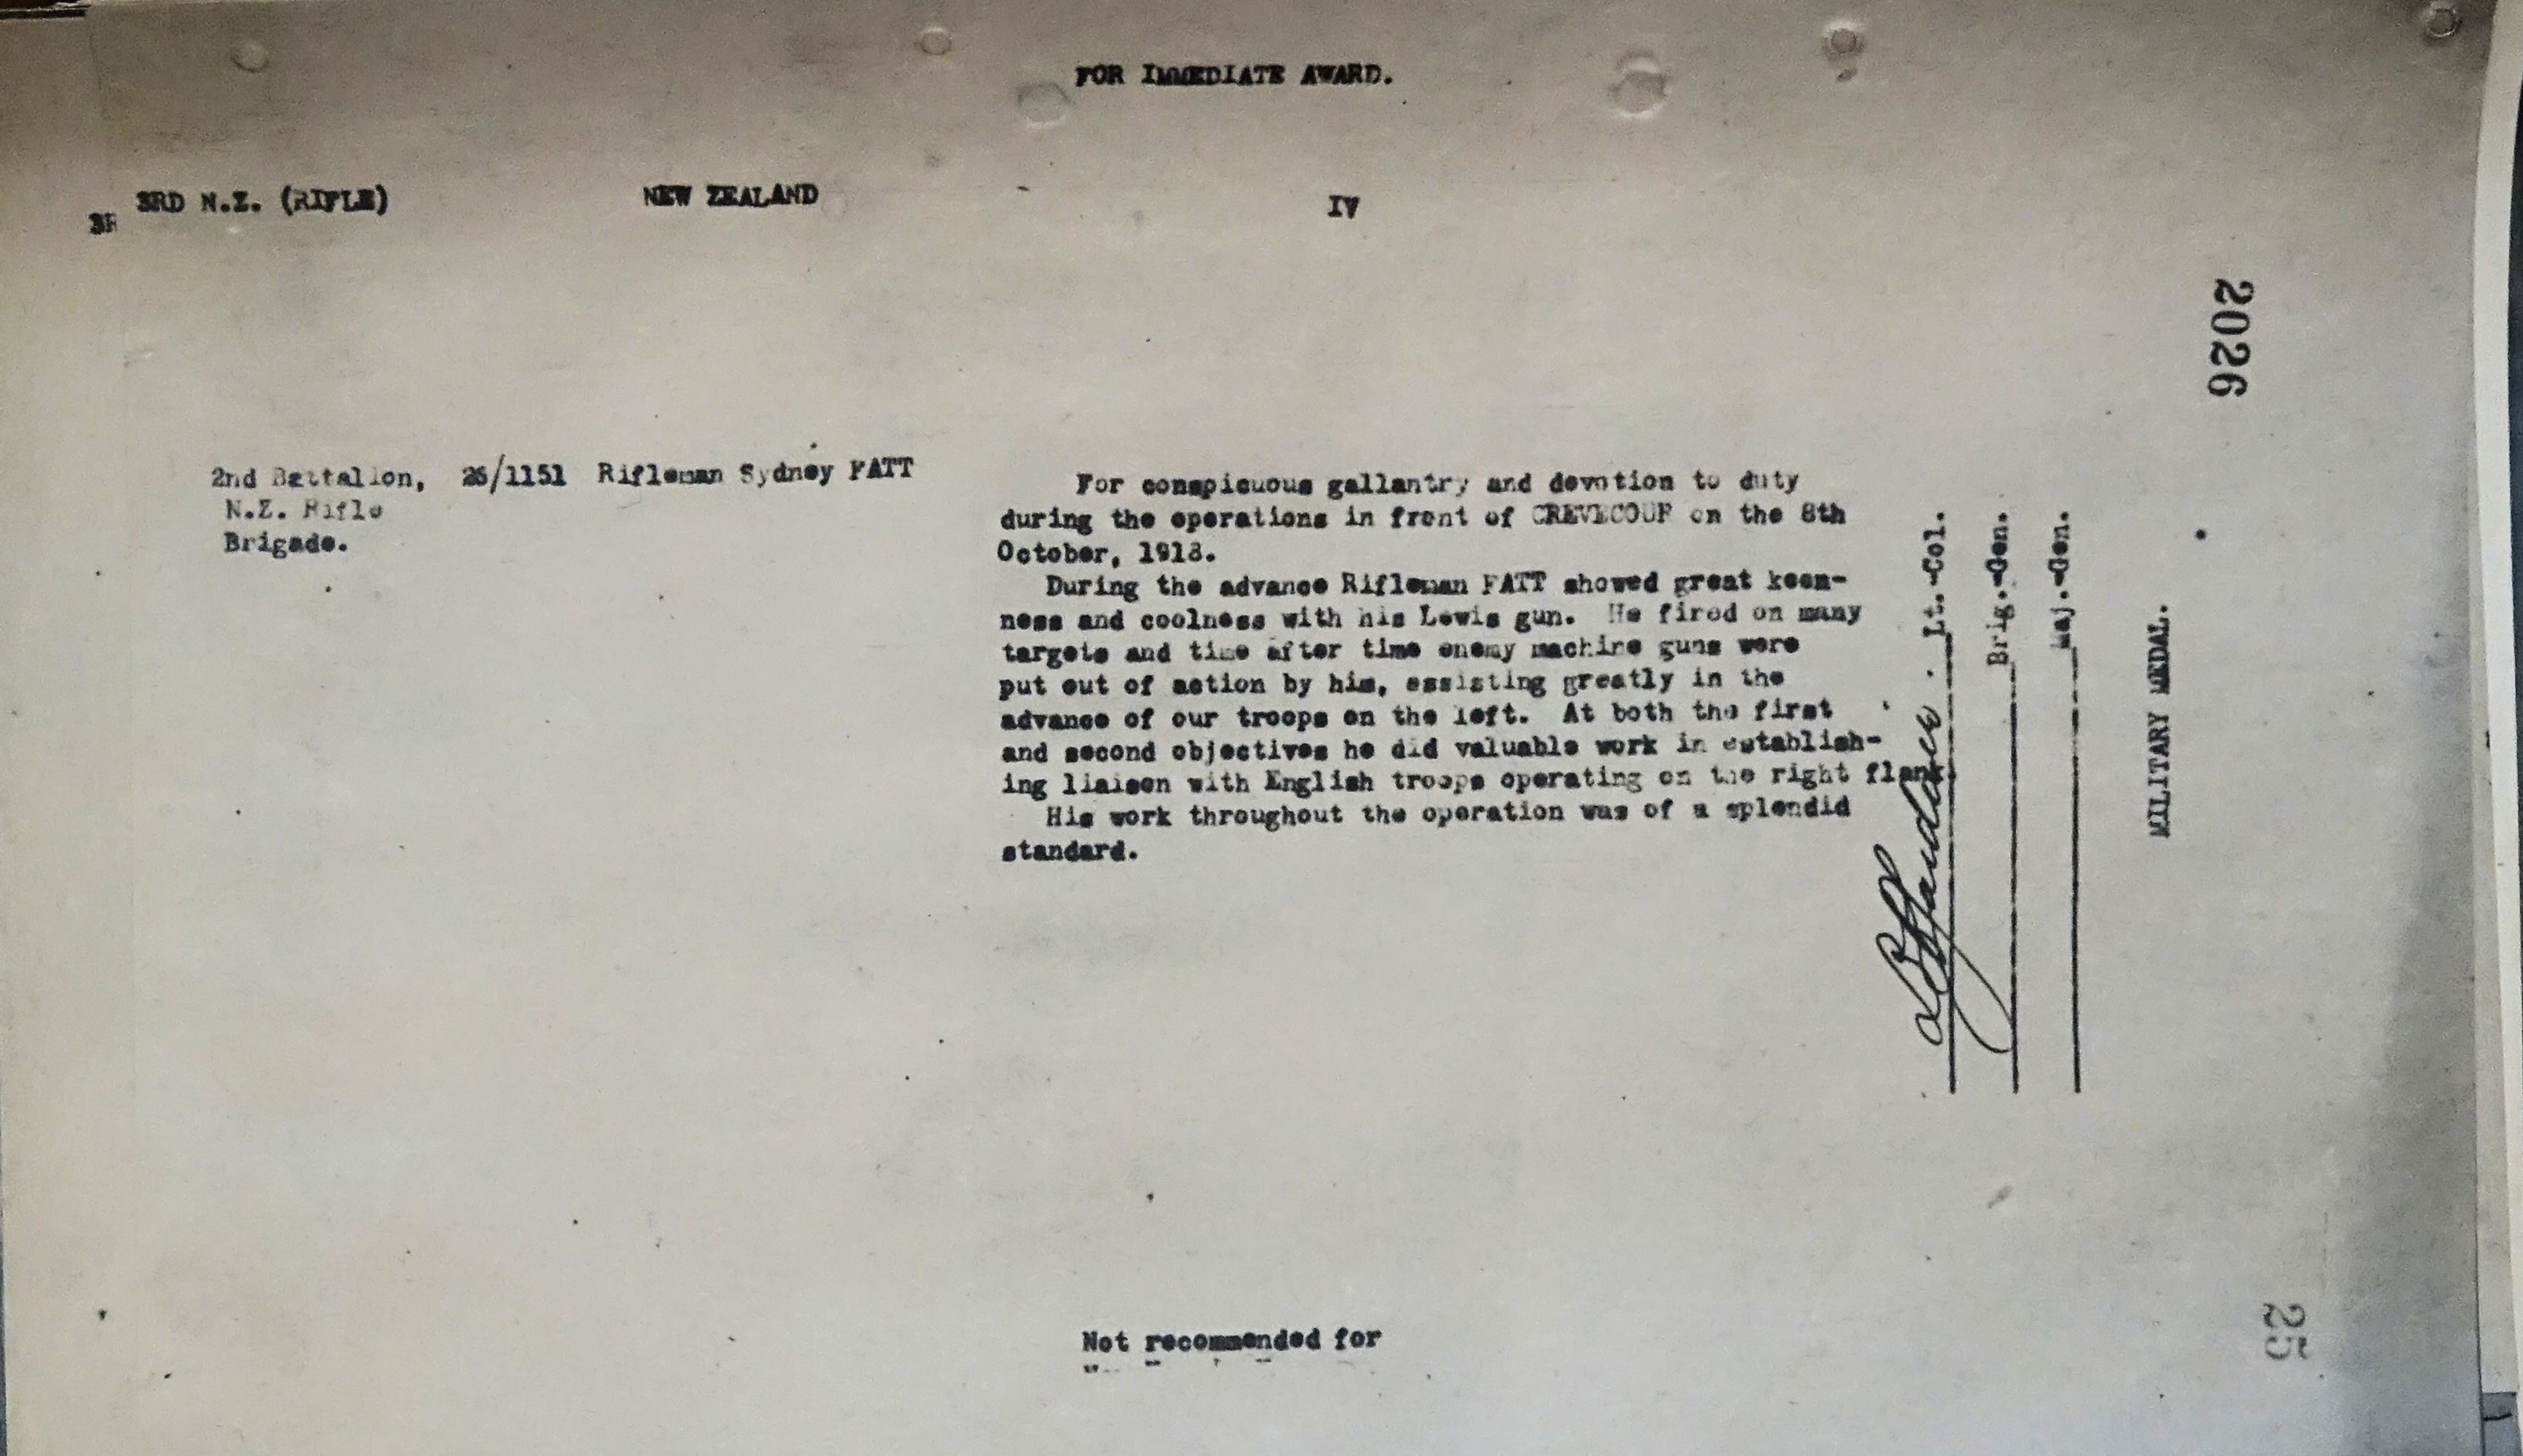 FOR IMMEDIATE AWARD.
3RD N.Z. (RIFLE) NEW ZEALAND IV
3R
2026
2nd Battalion, 26/1151 Rifleman Sydney FATT
N.Z. Rifle
Brigade.
For conspicuous gallantry and devotion to duty
during the operations in front of CREVECOUR on the 8th
October, 1918.
During the advance Rifleman FATT showed great keen-
ness and coolness with his Lewis gun. He fired on many
targets and time after time enemy machine guns were
put out of action by him, assisting greatly in the
advance of our troops on the left. At both the first
and second objectives he did valuable work in establish-
ing liaison with English troops operating on the right flank.
His work throughout the operation was of a splendid
standard.
Lt.-Col.
Brig.-Gen.
Maj.-Gen.
MILITARY MEDAL.
Not recommended for
25